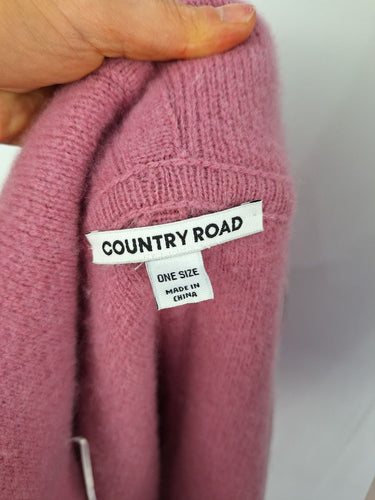 COUNTRY ROAD
ONE SIZE
MADE IN
CHINA